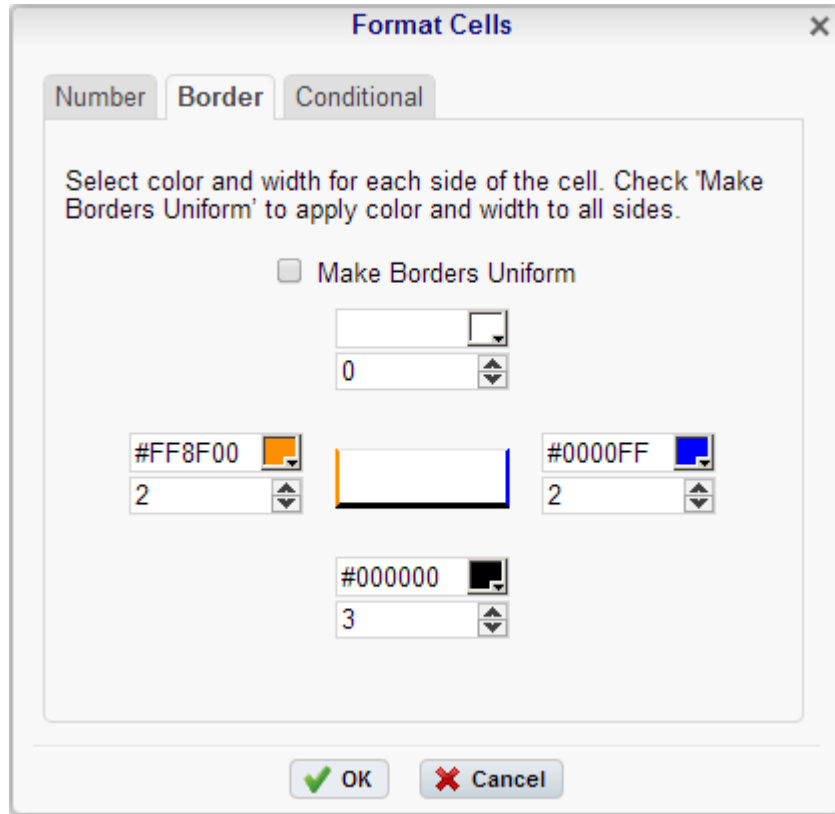 Format Cells
Number Border Conditional
Select color and width for each side of the cell. Check 'Make
Borders Uniform' to apply color and width to all sides.
Make Borders Uniform
0
#FF8F00 #0000FF
2 2
#000000
3
OK Cancel